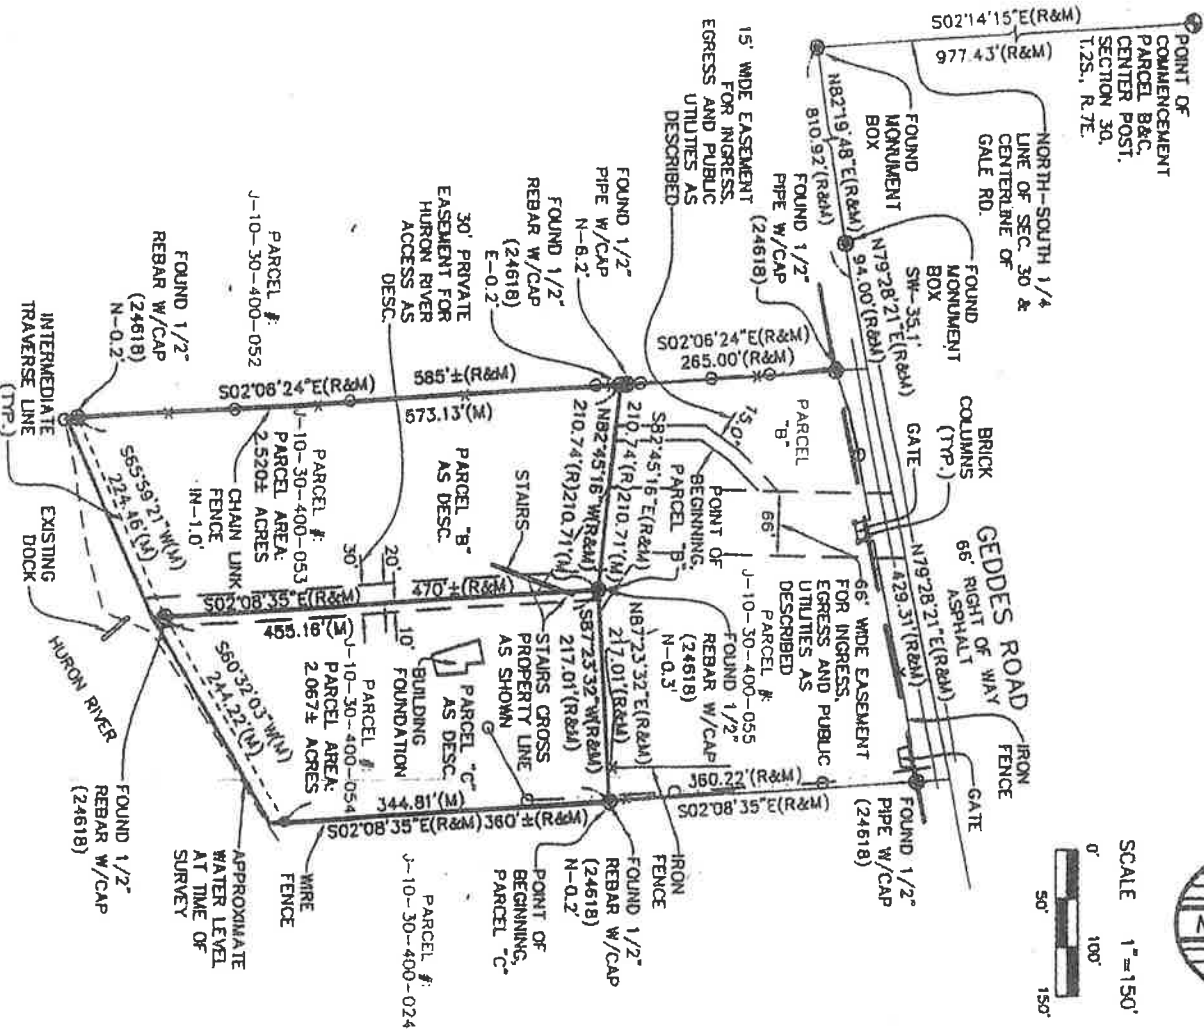 S02°14'15"E(R&M)
977.43'(R&M)
POINT OF
COMMENCEMENT
PARCEL B&C,
CENTER POST,
SECTION 30,
T.2S., R.7E.
NORTH-SOUTH 1/4
LINE OF SEC. 30 &
CENTERLINE OF
GALE RD.
FOUND
MONUMENT
BOX
N82°19'48"E(R&M)
810.92'(R&M)
FOUND
MONUMENT
BOX
SW-35.1'
N79°28'21"E(R&M)
94.00'(R&M)
15' WIDE EASEMENT
FOR INGRESS,
EGRESS AND PUBLIC
UTILITIES AS
DESCRIBED
FOUND 1/2"
PIPE W/CAP
(24618)
BRICK
COLUMNS
(TYP.)
GATE
GEDDES ROAD
66' RIGHT OF WAY
ASPHALT
N79°28'21"E(R&M)
429.31'(R&M)
IRON
FENCE
GATE
FOUND 1/2"
PIPE W/CAP
(24618)
SCALE 1"=150'
0' 50' 100' 150'
FOUND 1/2"
PIPE W/CAP
N-6.2'
FOUND 1/2"
REBAR W/CAP
(24618)
E-0.2'
S02°06'24"E(R&M)
265.00'(R&M)
15.0'
PARCEL
"B"
66'
66' WIDE EASEMENT
FOR INGRESS,
EGRESS AND PUBLIC
UTILITIES AS
DESCRIBED
PARCEL #:
J-10-30-400-055
360.22'(R&M)
S02°08'35"E(R&M)
S82°45'16"E(R&M)
210.74'(R)210.71'(M)
N82°45'16"W(R&M)
210.74'(R)210.71'(M)
POINT OF
BEGINNING,
PARCEL "B"
FOUND 1/2"
REBAR W/CAP
(24618)
N-0.3'
N87°23'32"E(R&M)
217.01'(R&M)
S87°23'32"W(R&M)
217.01'(R&M)
IRON
FENCE
FOUND 1/2"
REBAR W/CAP
(24618)
N-0.2'
POINT OF
BEGINNING,
PARCEL "C"
30' PRIVATE
EASEMENT FOR
HURON RIVER
ACCESS AS
DESC.
PARCEL #:
J-10-30-400-052
S02°06'24"E(R&M)
585'±(R&M)
573.13'(M)
PARCEL "B"
AS DESC.
PARCEL #:
J-10-30-400-053
PARCEL AREA:
2.520± ACRES
CHAIN LINK
FENCE
IN-1.0'
STAIRS
STAIRS CROSS
PROPERTY LINE
AS SHOWN
20'
30'
10'
S02°08'35"E(R&M)
470'±(R&M)
455.16'(M)
BUILDING
FOUNDATION
PARCEL "C"
AS DESC.
PARCEL #:
J-10-30-400-054
PARCEL AREA:
2.067± ACRES
344.81'(M)
S02°08'35"E(R&M)360'±(R&M)
WIRE
FENCE
PARCEL #:
J-10-30-400-024
FOUND 1/2"
REBAR W/CAP
(24618)
N-0.2'
INTERMEDIATE
TRAVERSE LINE
(TYP.)
S65°59'21"W(M)
224.46'(M)
EXISTING
DOCK
HURON RIVER
S60°32'03"W(M)
244.22'(M)
FOUND 1/2"
REBAR W/CAP
(24618)
APPROXIMATE
WATER LEVEL
AT TIME OF
SURVEY